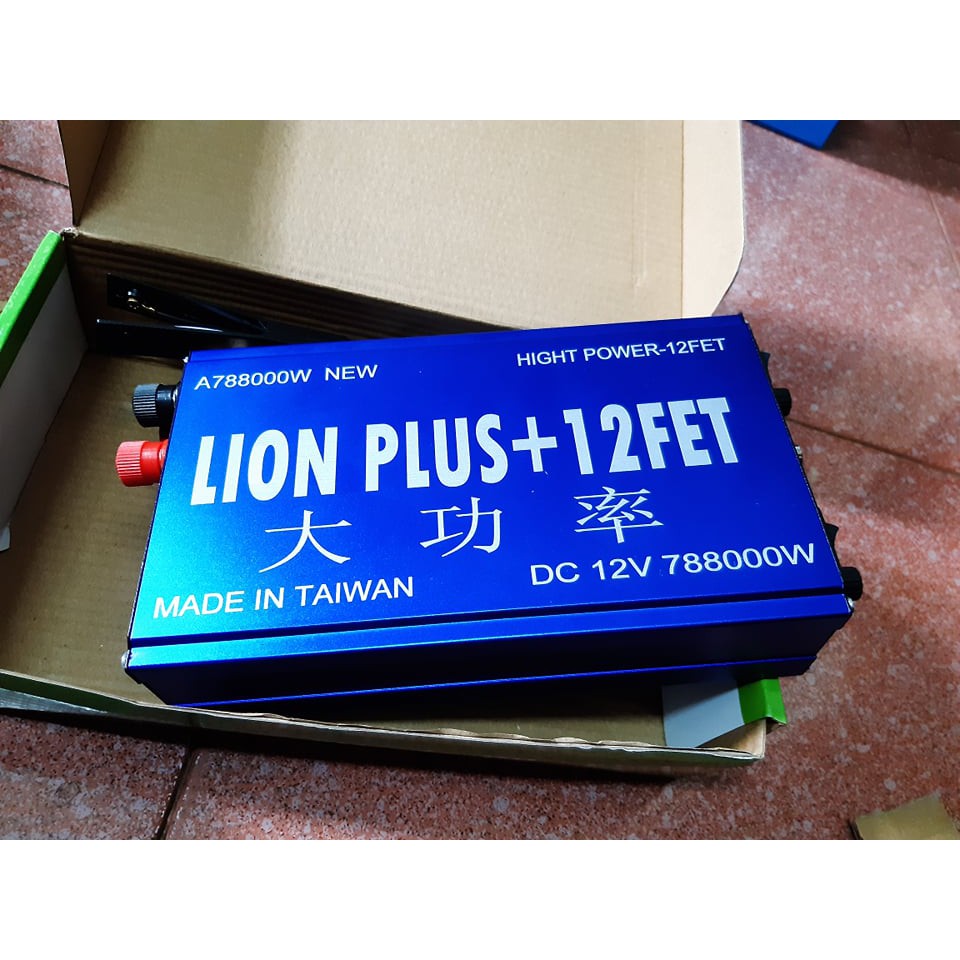 A788000W NEW
HIGHT POWER-12FET
LION PLUS+12FET
大功率
MADE IN TAIWAN
DC 12V 788000W